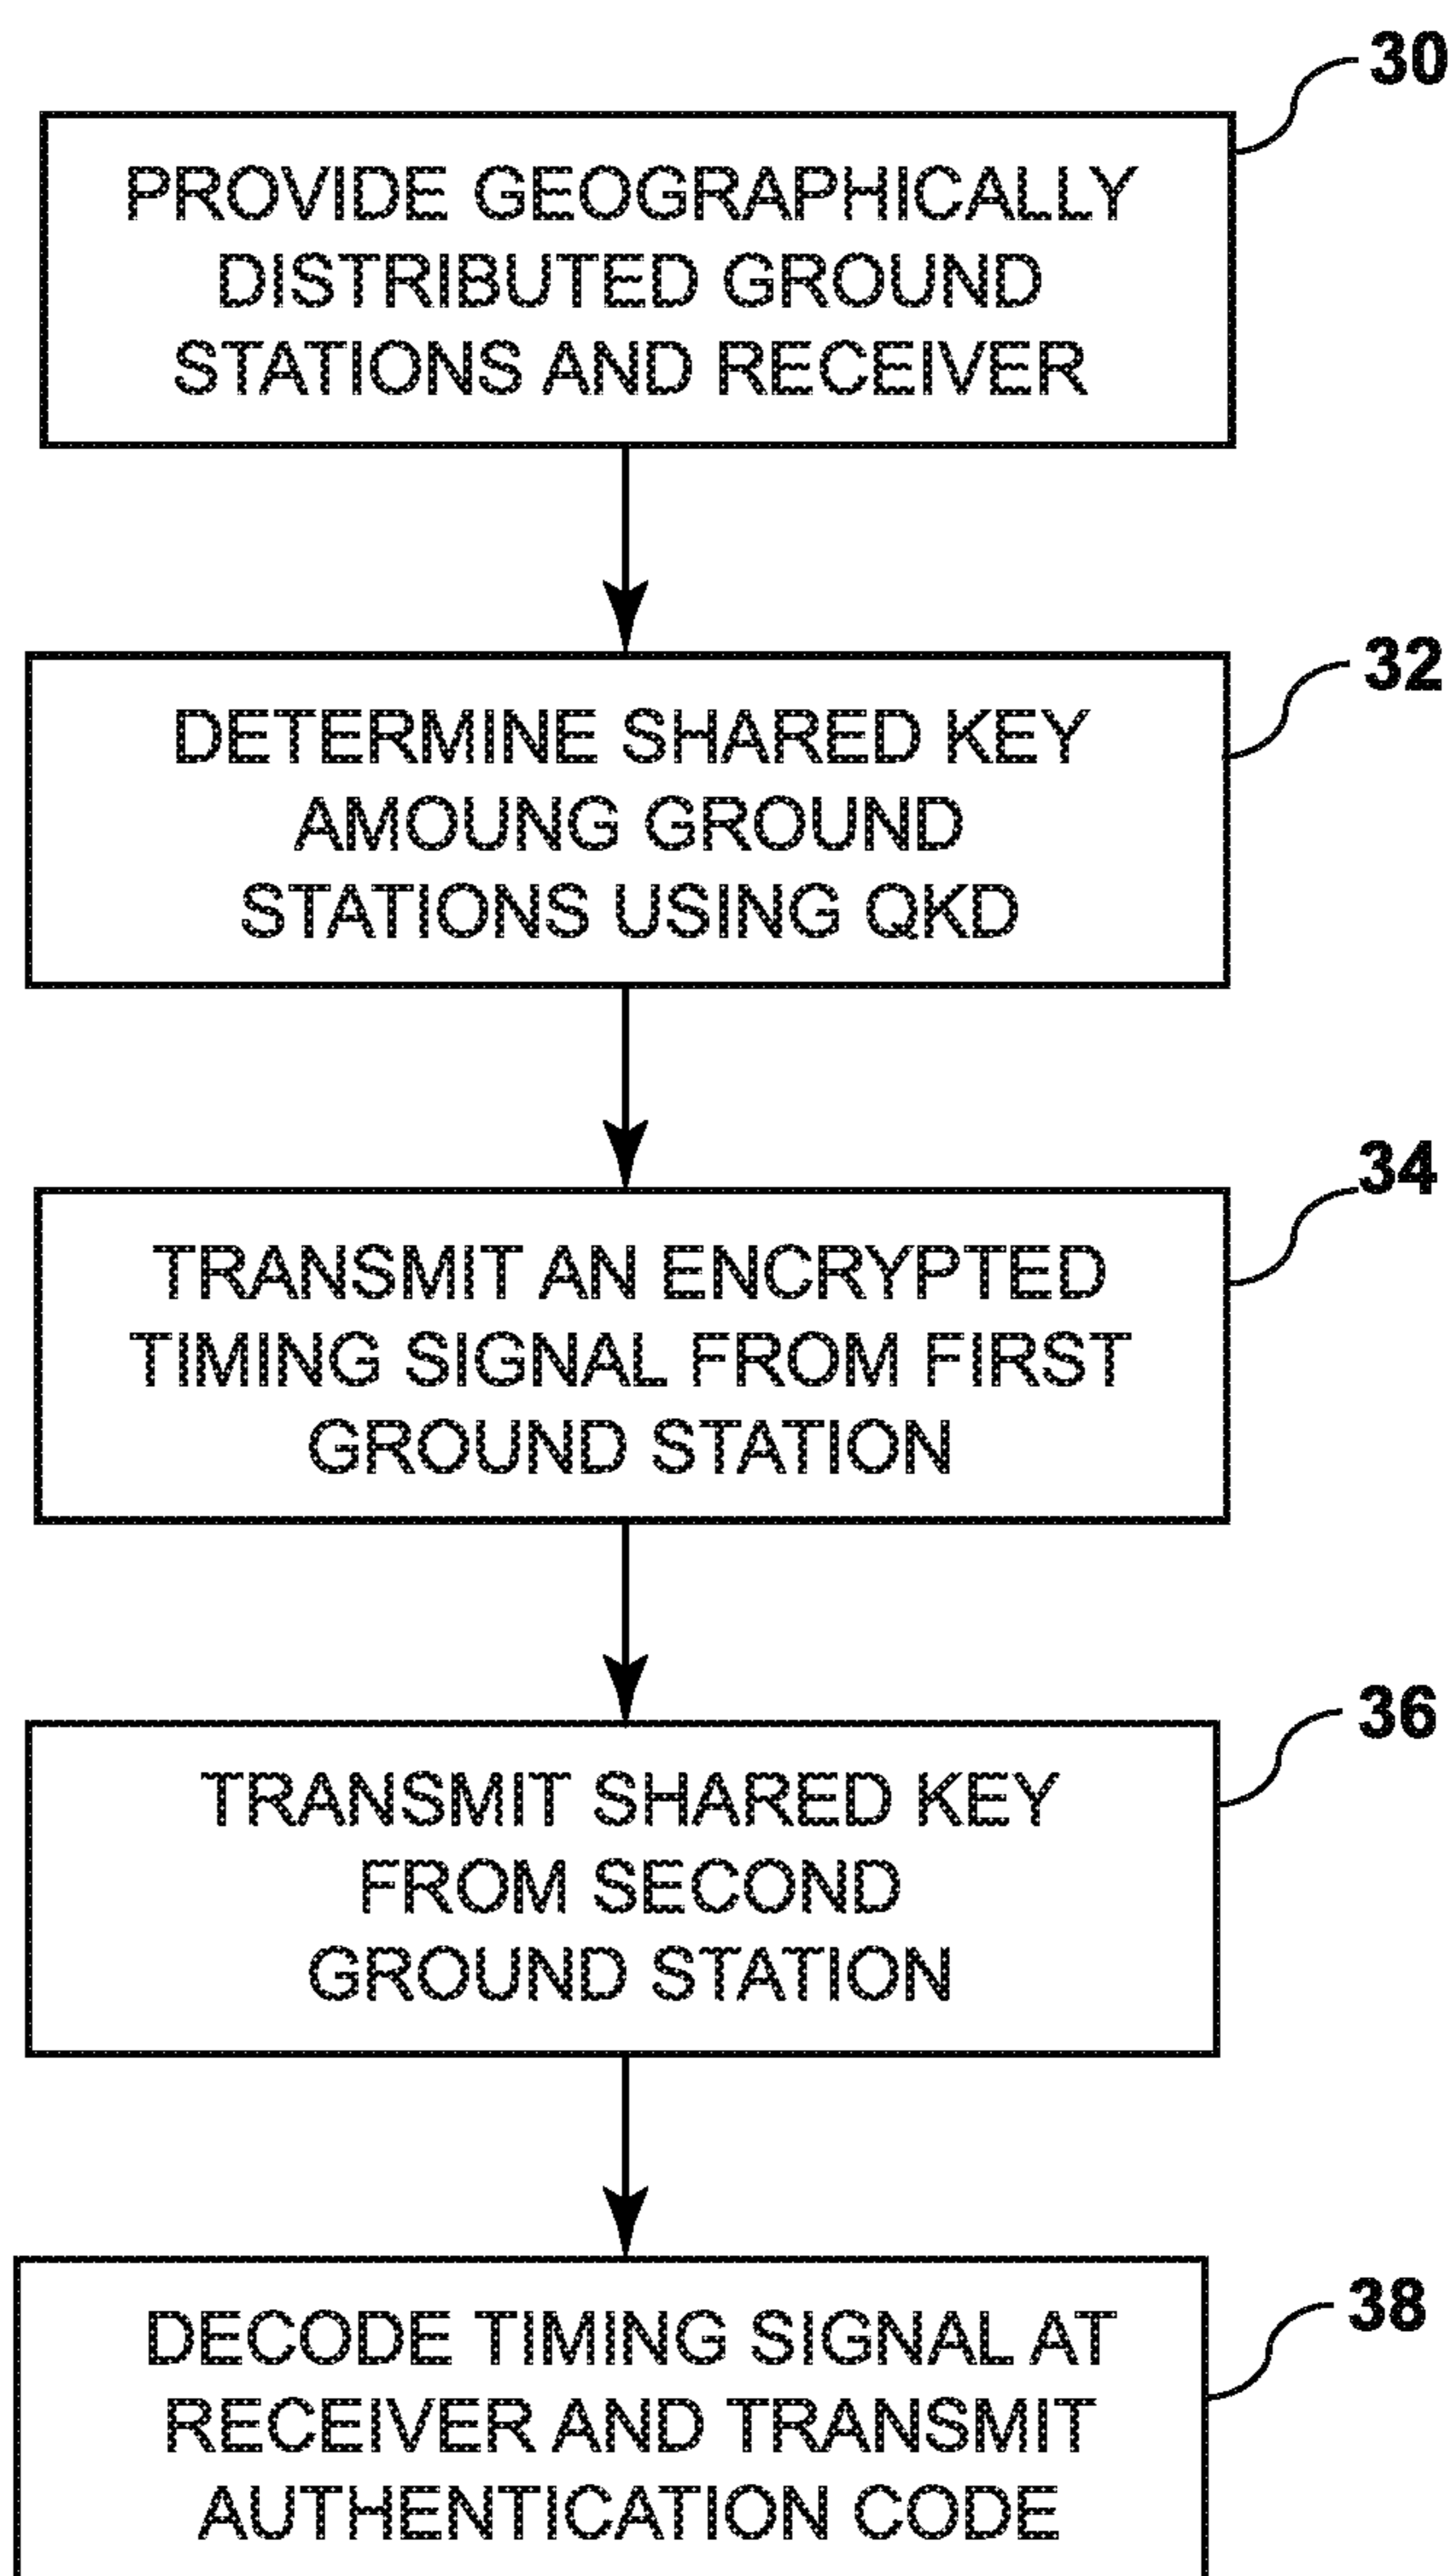 30
PROVIDE GEOGRAPHICALLY
DISTRIBUTED GROUND
STATIONS AND RECEIVER
32
DETERMINE SHARED KEY
AMOUNG GROUND
STATIONS USING QKD
34
TRANSMIT AN ENCRYPTED
TIMING SIGNAL FROM FIRST
GROUND STATION
36
TRANSMIT SHARED KEY
FROM SECOND
GROUND STATION
38
DECODE TIMING SIGNAL AT
RECEIVER AND TRANSMIT
AUTHENTICATION CODE